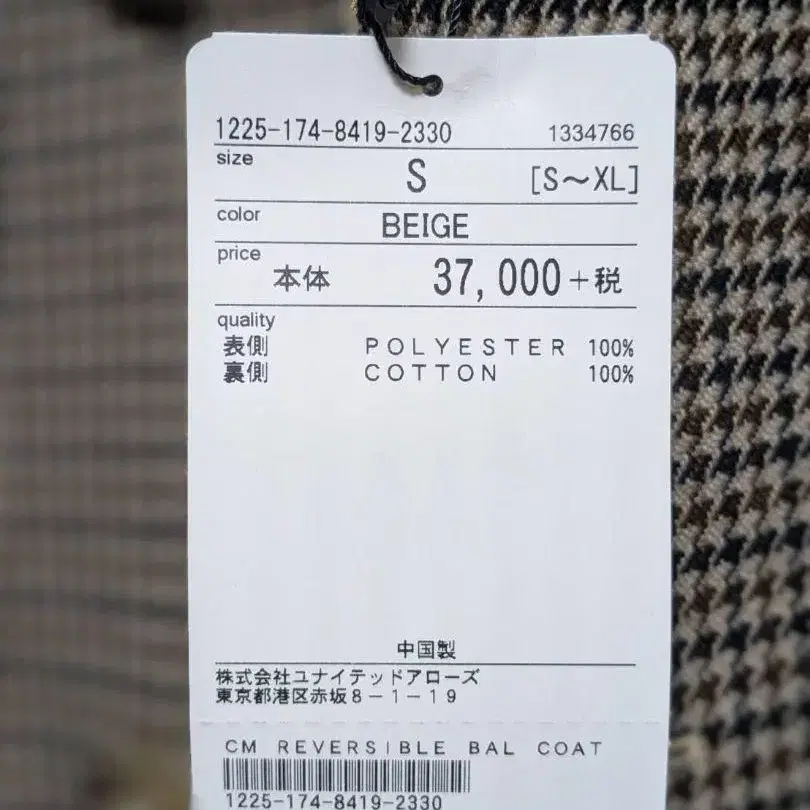 1225-174-8419-2330 1334766
size S [S〜XL]
color BEIGE
price 本体 37,000+税
quality
表側 POLYESTER 100%
裏側 COTTON 100%
中国製
株式会社ユナイテッドアローズ
東京都港区赤坂8−1−19
CM REVERSIBLE BAL COAT
1225-174-8419-2330